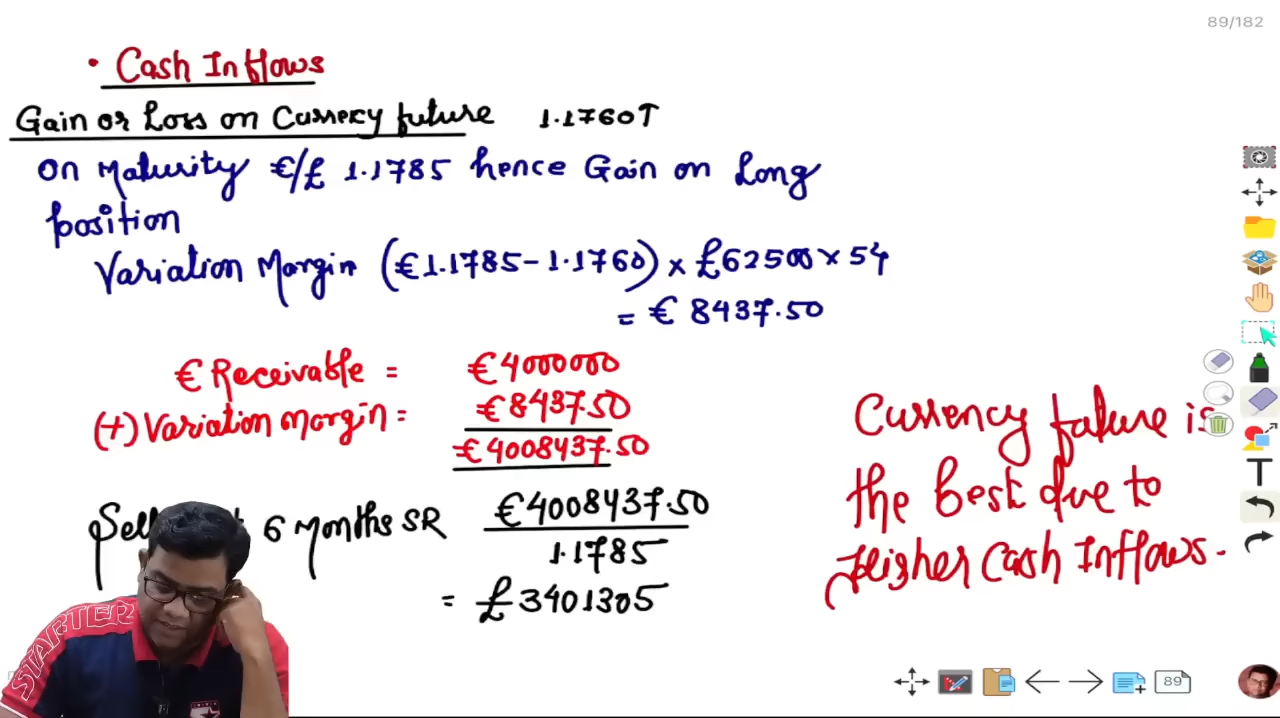 89/182
• Cash Inflows
Gain or Loss on Currecy future 1.1760T
On Maturity €/£ 1.1785 hence Gain on Long
position
Variation Margin (€1.1785-1.1760) × £62500 × 54
= € 8437.50
€ Receivable = €4000000
(+) Variation Margin = €8437.50
€4008437.50
6 Months SR €4008437.50
1.1785
= £3401305
Currency future is
the best due to
Higher Cash Inflows.
STARTER
T
89